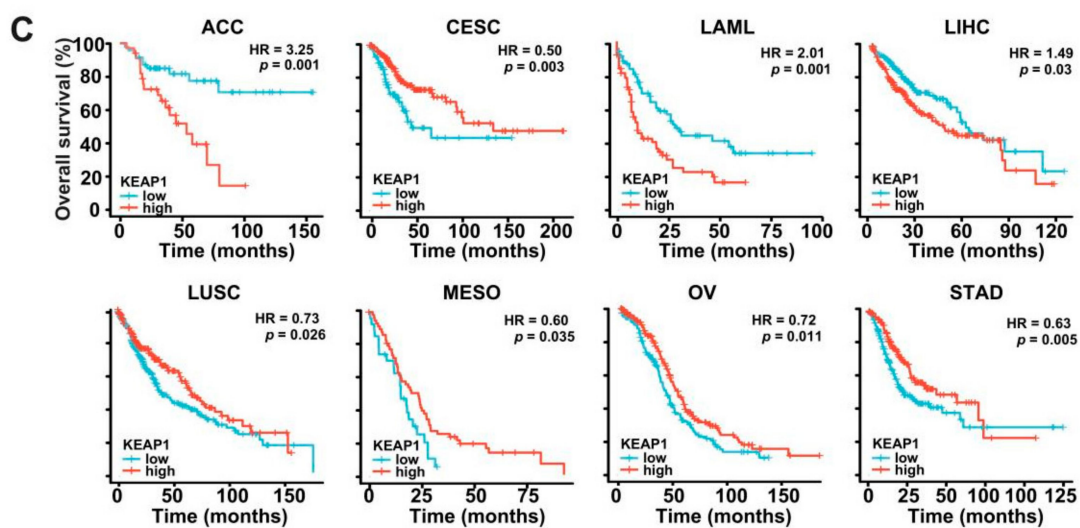 C
ACC
HR = 3.25
p = 0.001
Overall survival (%)
100
80
60
40
20
0
KEAP1
low
high
0 50 100 150
Time (months)
CESC
HR = 0.50
p = 0.003
KEAP1
low
high
0 50 100 150 200
Time (months)
LAML
HR = 2.01
p = 0.001
KEAP1
low
high
0 25 50 75 100
Time (months)
LIHC
HR = 1.49
p = 0.03
KEAP1
low
high
0 30 60 90 120
Time (months)
LUSC
HR = 0.73
p = 0.026
KEAP1
low
high
0 50 100 150
Time (months)
MESO
HR = 0.60
p = 0.035
KEAP1
low
high
0 25 50 75
Time (months)
OV
HR = 0.72
p = 0.011
KEAP1
low
high
0 50 100 150
Time (months)
STAD
HR = 0.63
p = 0.005
KEAP1
low
high
0 25 50 100 125
Time (months)